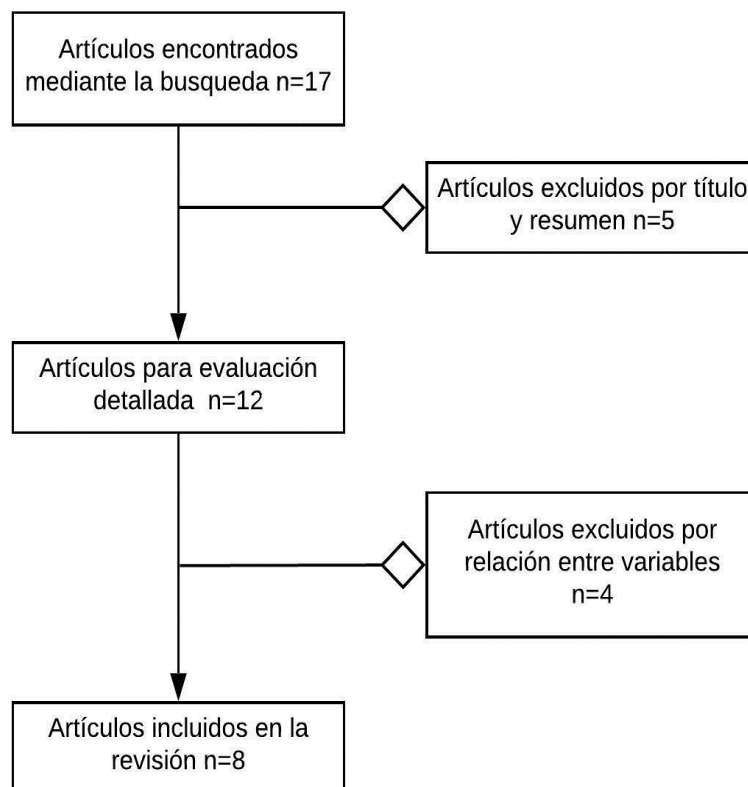 Artículos encontrados
mediante la busqueda n=17
Artículos excluidos por título
y resumen n=5
Artículos para evaluación
detallada  n=12
Artículos excluidos por
relación entre variables
n=4
Artículos incluidos en la
revisión n=8